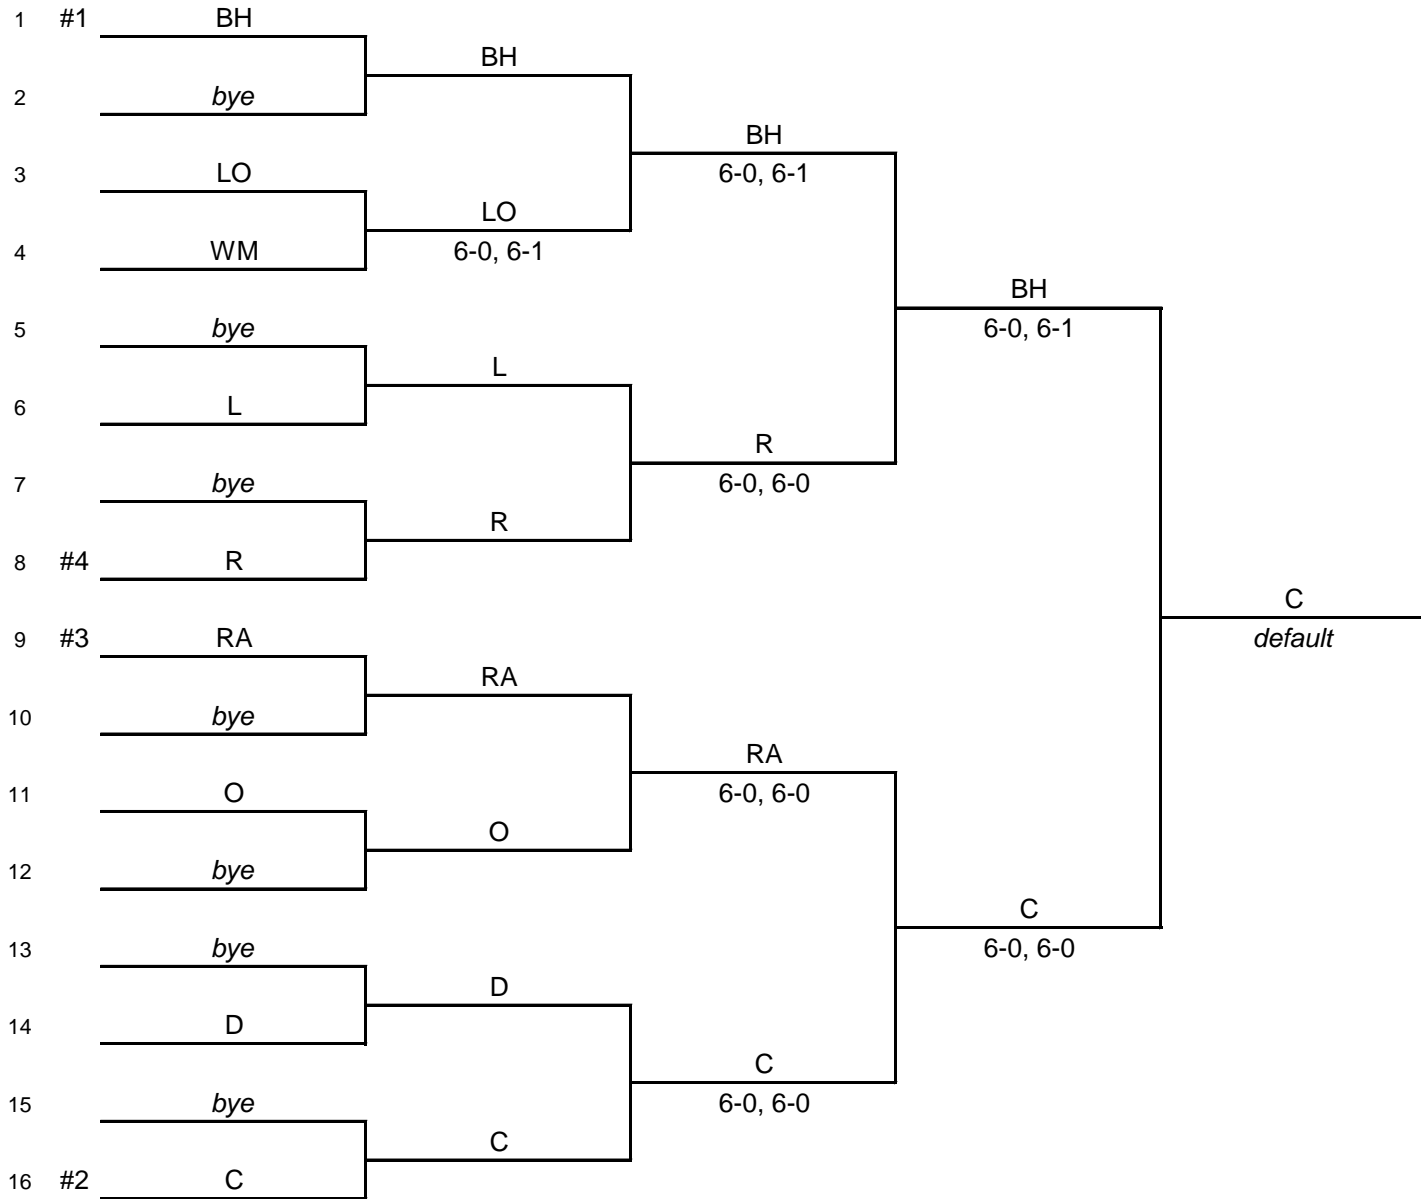 1 #1 BH
BH
2 bye
BH
3 LO
6-0, 6-1
LO
4 WM
6-0, 6-1
BH
5 bye
6-0, 6-1
L
6 L
R
7 bye
6-0, 6-0
R
8 #4 R
C
9 #3 RA
default
RA
10 bye
RA
11 O
6-0, 6-0
O
12 bye
C
13 bye
6-0, 6-0
D
14 D
C
15 bye
6-0, 6-0
C
16 #2 C